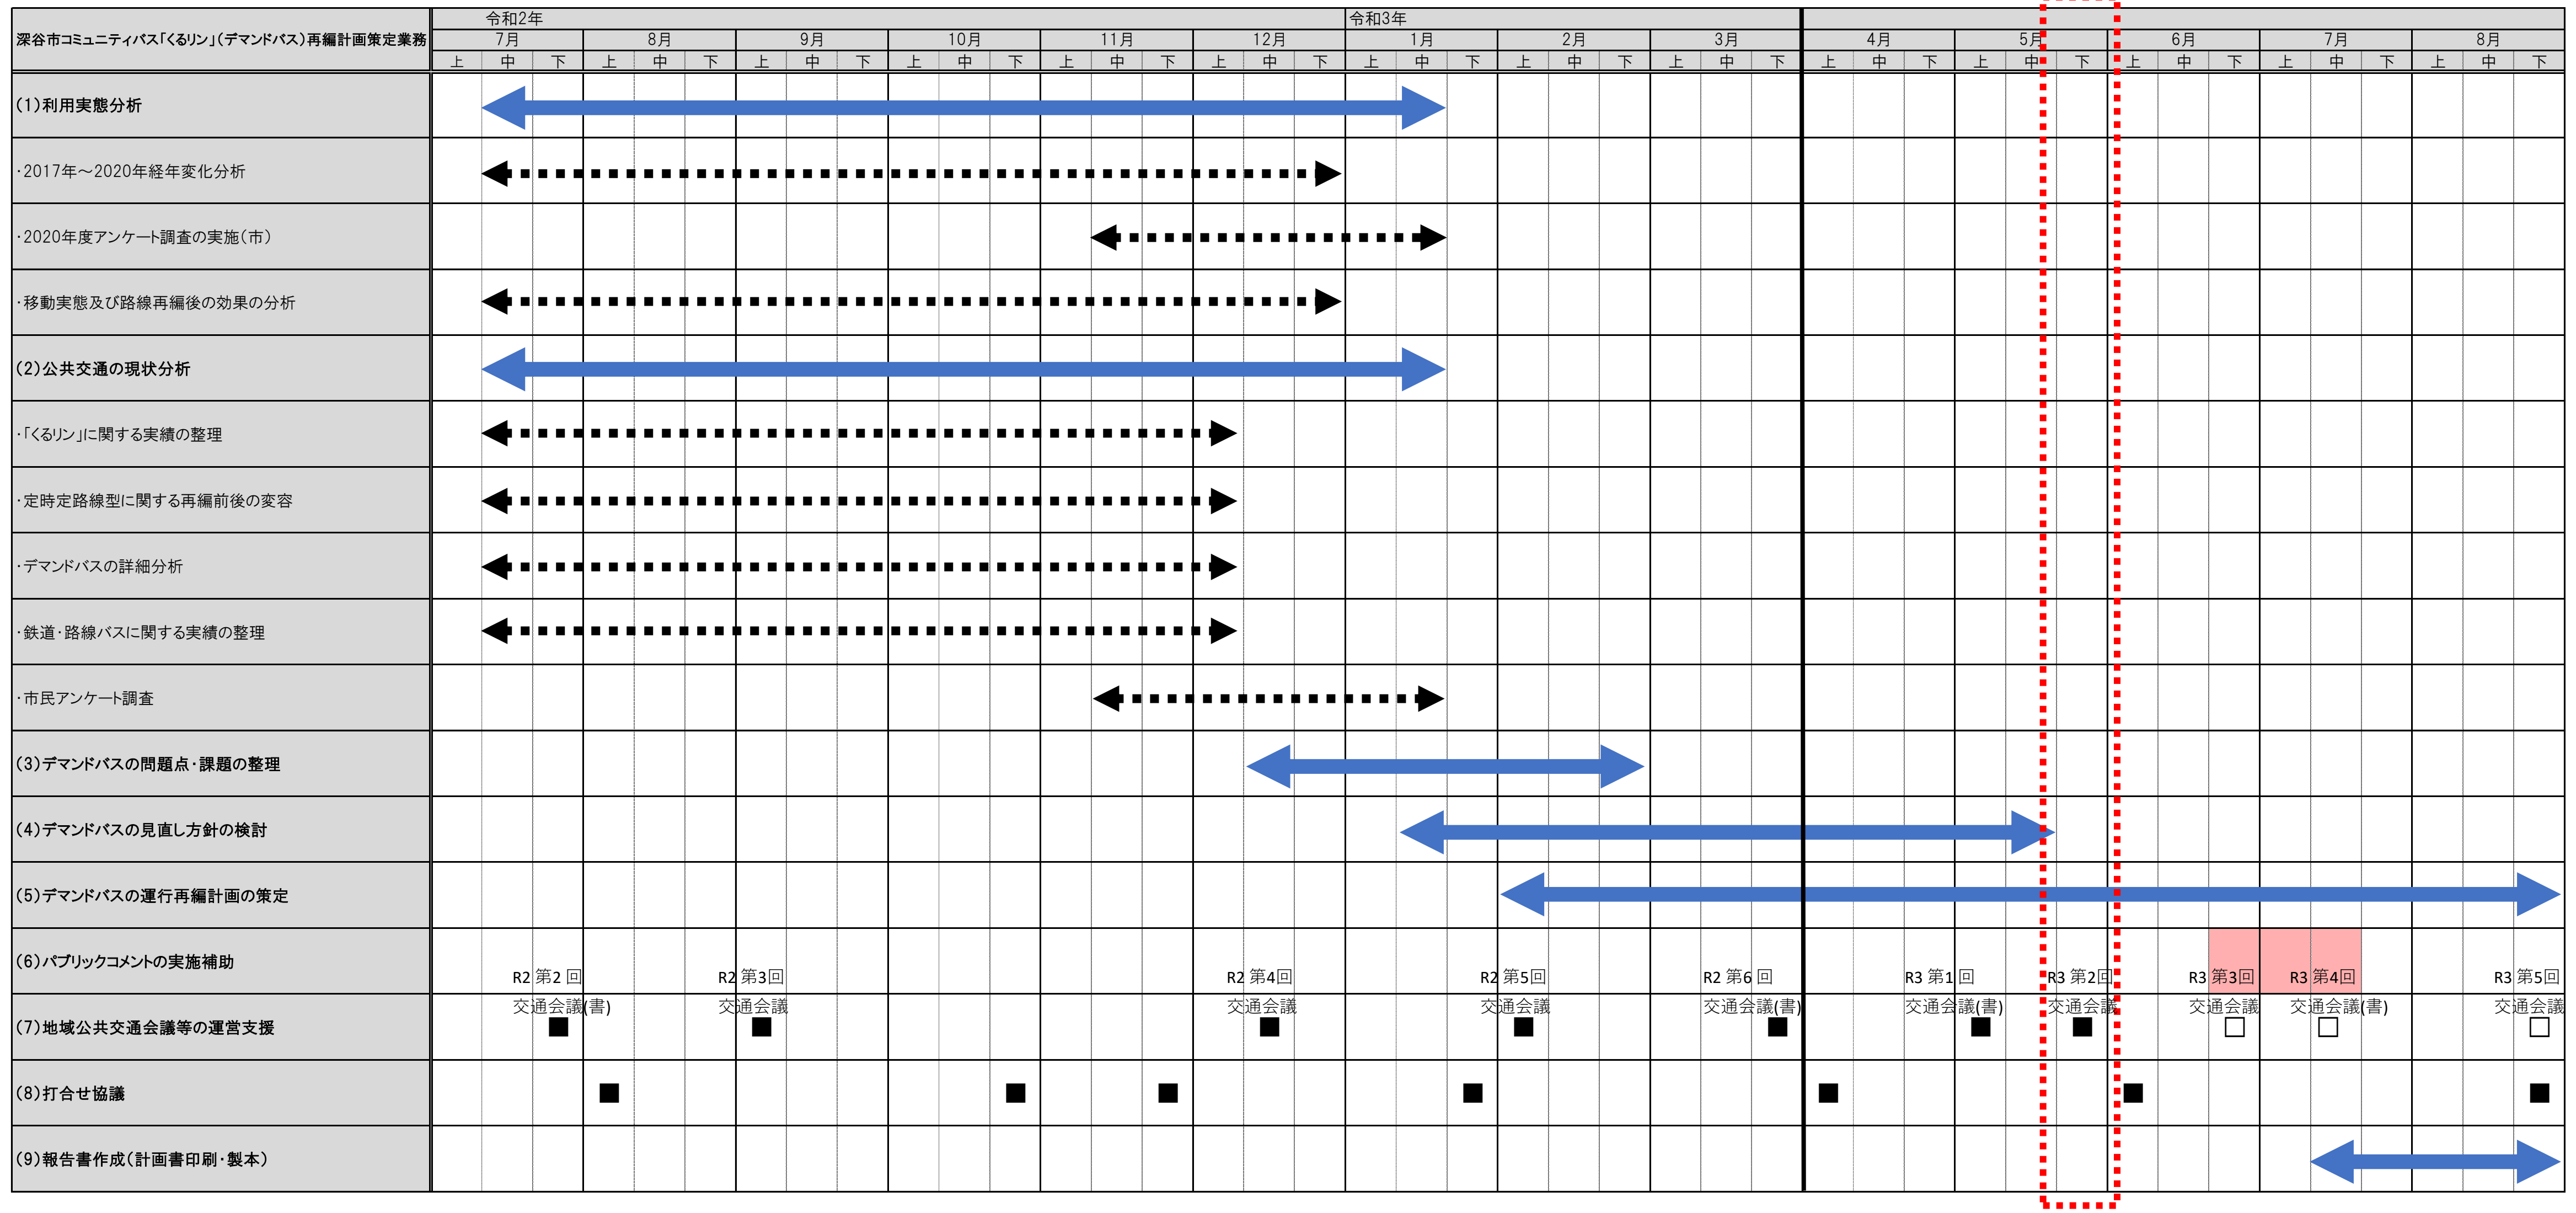 令和2年 令和3年
深谷市コミュニティバス「くるリン」(デマンドバス)再編計画策定業務
7月 8月 9月 10月 11月 12月 1月 2月 3月 4月 5月 6月 7月 8月
上 中 下 上 中 下 上 中 下 上 中 下 上 中 下 上 中 下 上 中 下 上 中 下 上 中 下 上 中 下 上 中 下 上 中 下 上 中 下 上 中 下
(1)利用実態分析
・2017年～2020年経年変化分析
・2020年度アンケート調査の実施(市)
・移動実態及び路線再編後の効果の分析
(2)公共交通の現状分析
・「くるリン」に関する実績の整理
・定時定路線型に関する再編前後の変容
・デマンドバスの詳細分析
・鉄道・路線バスに関する実績の整理
・市民アンケート調査
(3)デマンドバスの問題点・課題の整理
(4)デマンドバスの見直し方針の検討
(5)デマンドバスの運行再編計画の策定
(6)パブリックコメントの実施補助
R2 第2回 R2 第3回 R2 第4回 R2 第5回 R2 第6回 R3 第1回 R3 第2回 R3 第3回 R3 第4回 R3 第5回
交通会議(書) 交通会議 交通会議 交通会議 交通会議(書) 交通会議(書) 交通会議 交通会議 交通会議(書) 交通会議
(7)地域公共交通会議等の運営支援
(8)打合せ協議
(9)報告書作成(計画書印刷・製本)